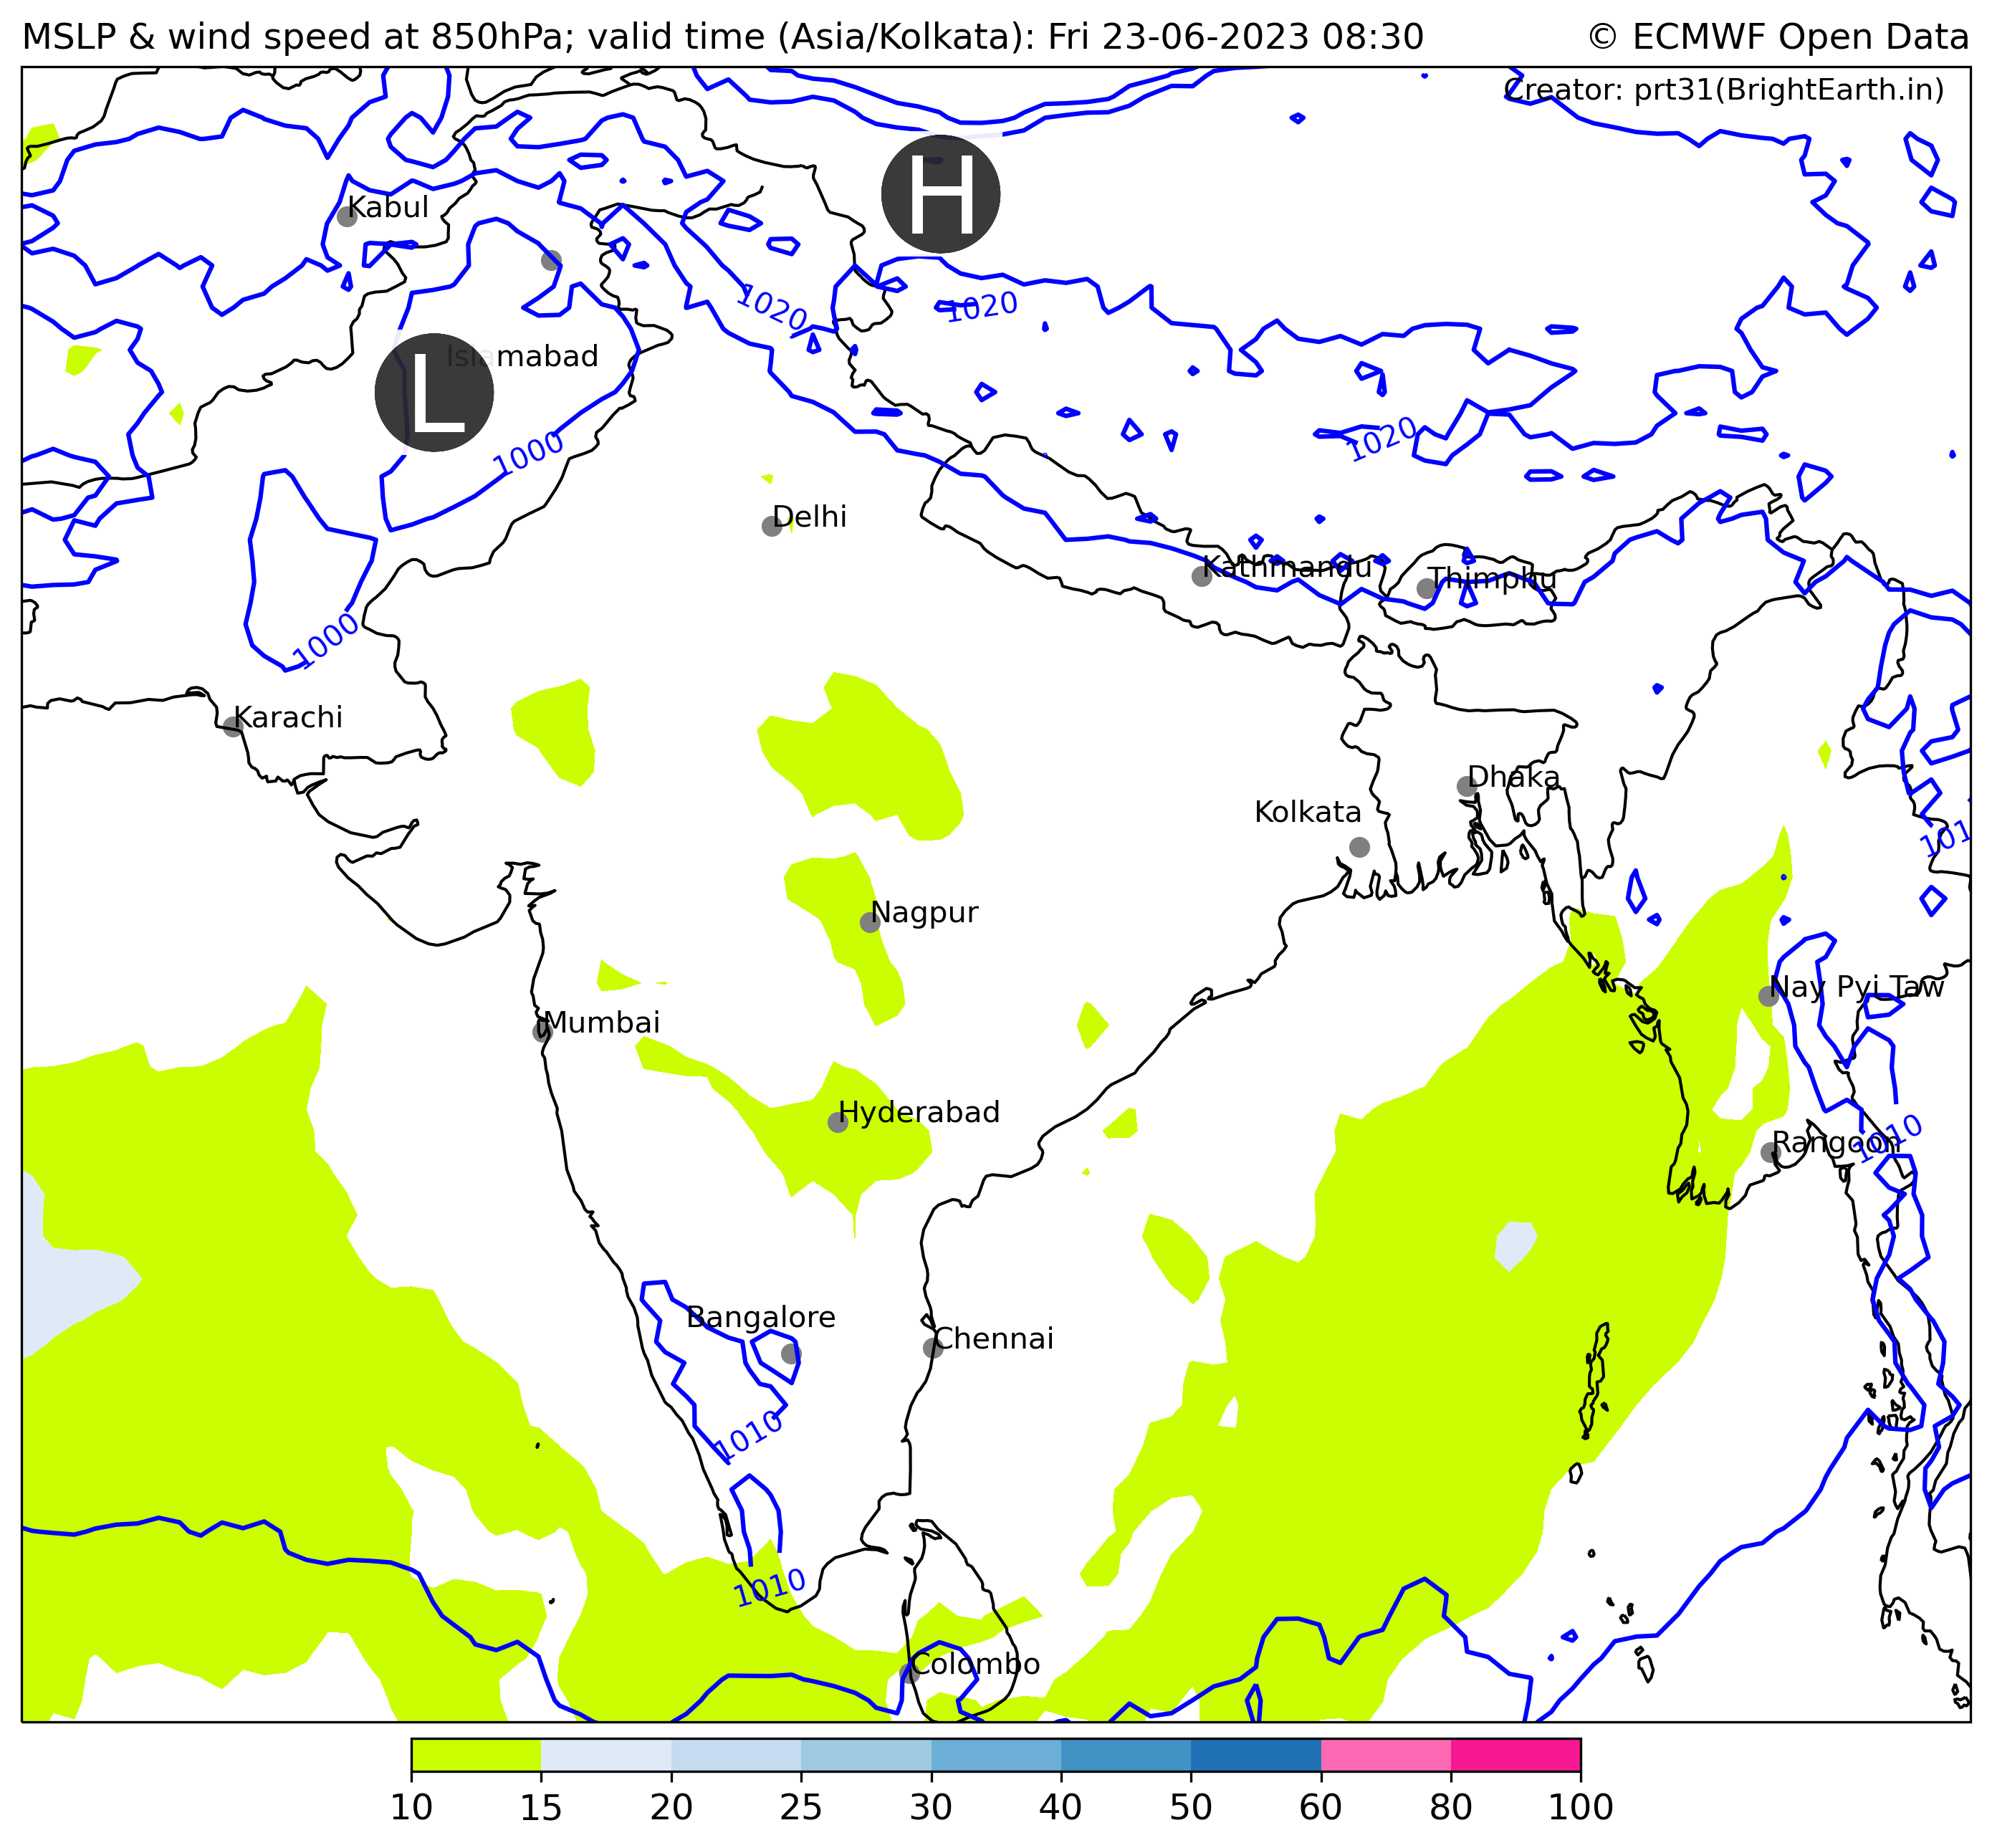 MSLP & wind speed at 850hPa; valid time (Asia/Kolkata): Fri 23-06-2023 08:30
© ECMWF Open Data
Creator: prt31(BrightEarth.in)
H
Kabul
1020
1020
L
Islamabad
1000
1020
Delhi
Kathmandu
Thimphu
1000
Karachi
Dhaka
Kolkata
101
Nagpur
Nay Pyi Taw
Mumbai
Hyderabad
1010
Rangoon
Bangalore
Chennai
1010
1010
Colombo
10 15 20 25 30 40 50 60 80 100